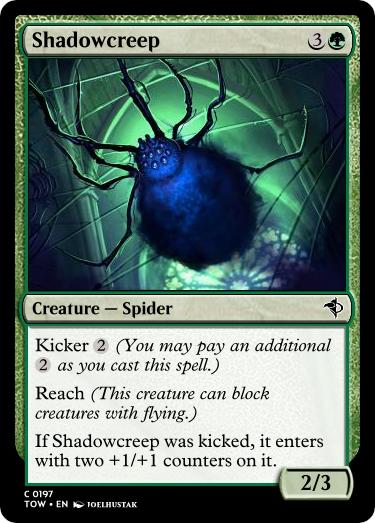 Shadowcreep 3
Creature — Spider
Kicker 2 (You may pay an additional
2 as you cast this spell.)
Reach (This creature can block
creatures with flying.)
If Shadowcreep was kicked, it enters
with two +1/+1 counters on it.
2/3
C 0197
TOW • EN JOELHUSTAK